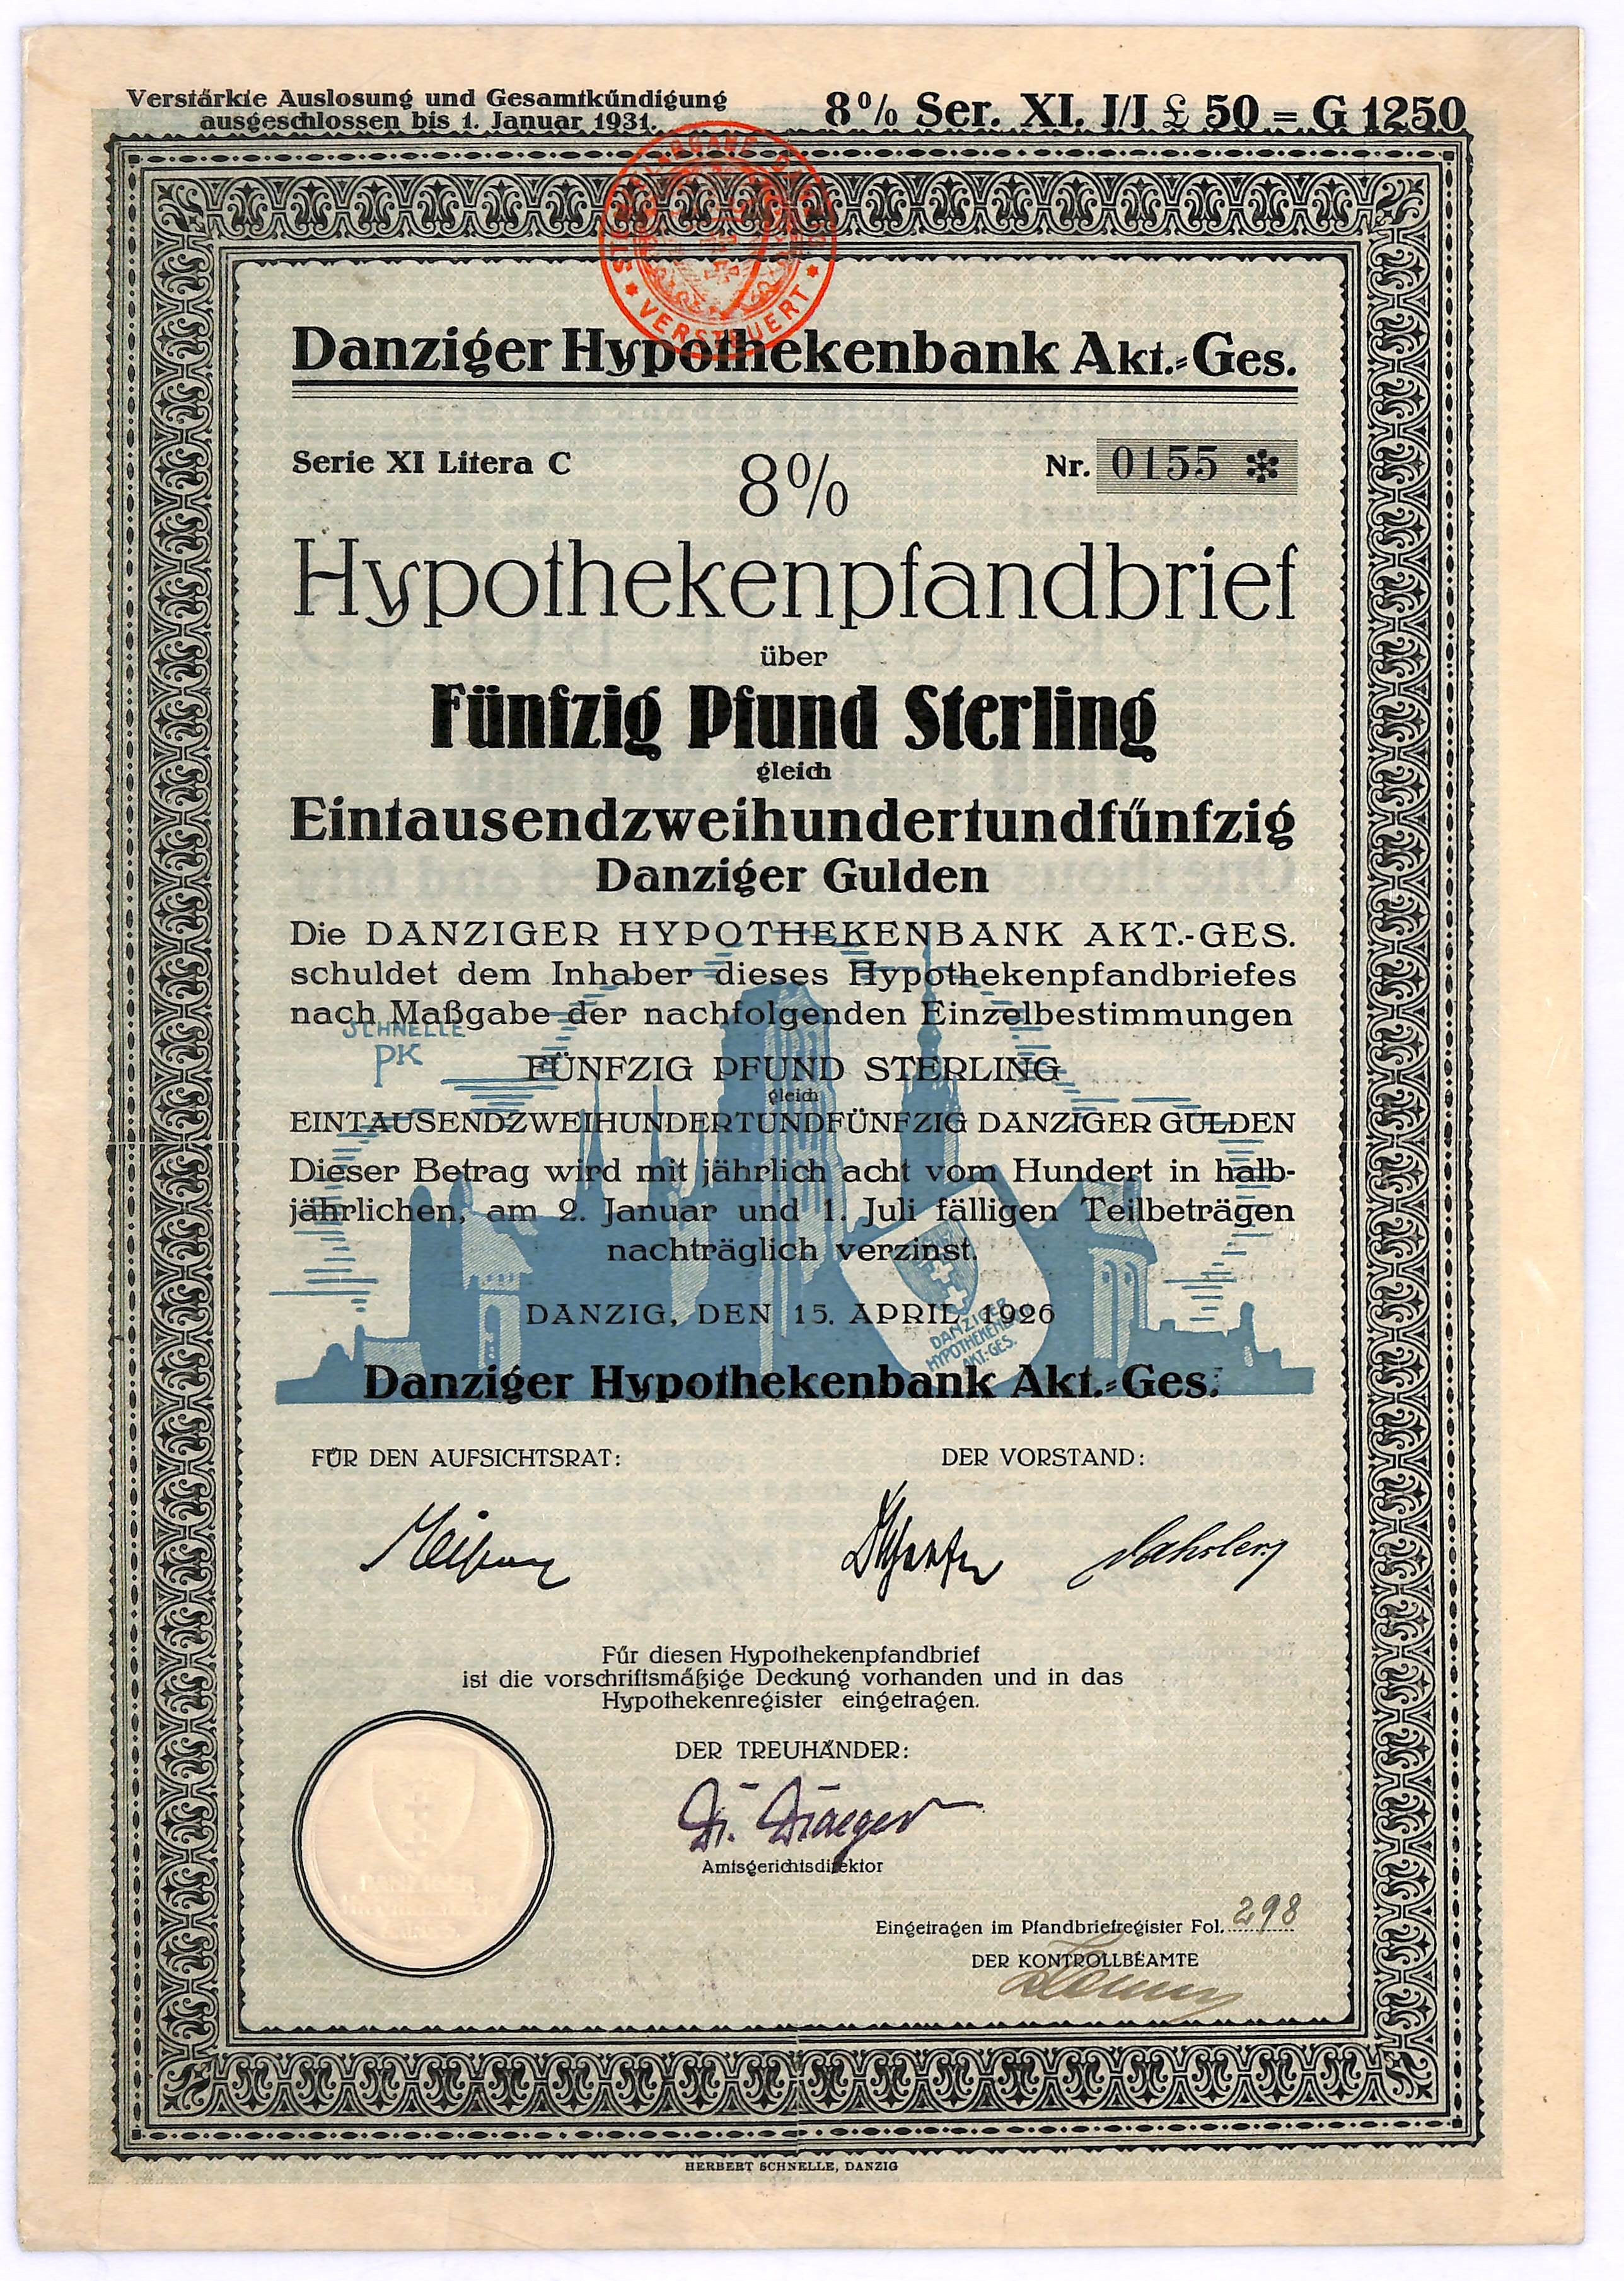 Verstärkte Auslosung und Gesamtkündigung
ausgeschlossen bis 1. Januar 1931.
8% Ser. XI. J/J £ 50 = G 1250
VERSTEUERT
Danziger Hypothekenbank Akt.-Ges.
Serie XI Litera C
8%
Nr. 0155 *
Hypothekenpfandbrief
über
Fünfzig Pfund Sterling
gleich
Eintausendzweihundertundfünfzig
Danziger Gulden
Die DANZIGER HYPOTHEKENBANK AKT.-GES.
schuldet dem Inhaber dieses Hypothekenpfandbriefes
nach Maßgabe der nachfolgenden Einzelbestimmungen
SCHNELLE
PK
FÜNFZIG PFUND STERLING
gleich
EINTAUSENDZWEIHUNDERTUNDFÜNFZIG DANZIGER GULDEN
Dieser Betrag wird mit jährlich acht vom Hundert in halb-
jährlichen, am 2. Januar und 1. Juli fälligen Teilbeträgen
nachträglich verzinst.
DANZIG, DEN 15. APRIL 1926
DANZIGER
HYPOTHEKENBANK
AKT.-GES.
Danziger Hypothekenbank Akt.-Ges.
FÜR DEN AUFSICHTSRAT:
DER VORSTAND:
Für diesen Hypothekenpfandbrief
ist die vorschriftsmäßige Deckung vorhanden und in das
Hypothekenregister eingetragen.
DER TREUHÄNDER:
Dr. Draeger
Amtsgerichtsdirektor
Eingetragen im Pfandbriefregister Fol. 298
DER KONTROLLBEAMTE
HERBERT SCHNELLE, DANZIG